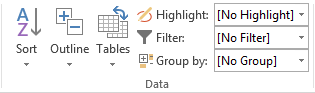 A
Z
Sort
Outline
Tables
Highlight: [No Highlight]
Filter: [No Filter]
Group by: [No Group]
Data